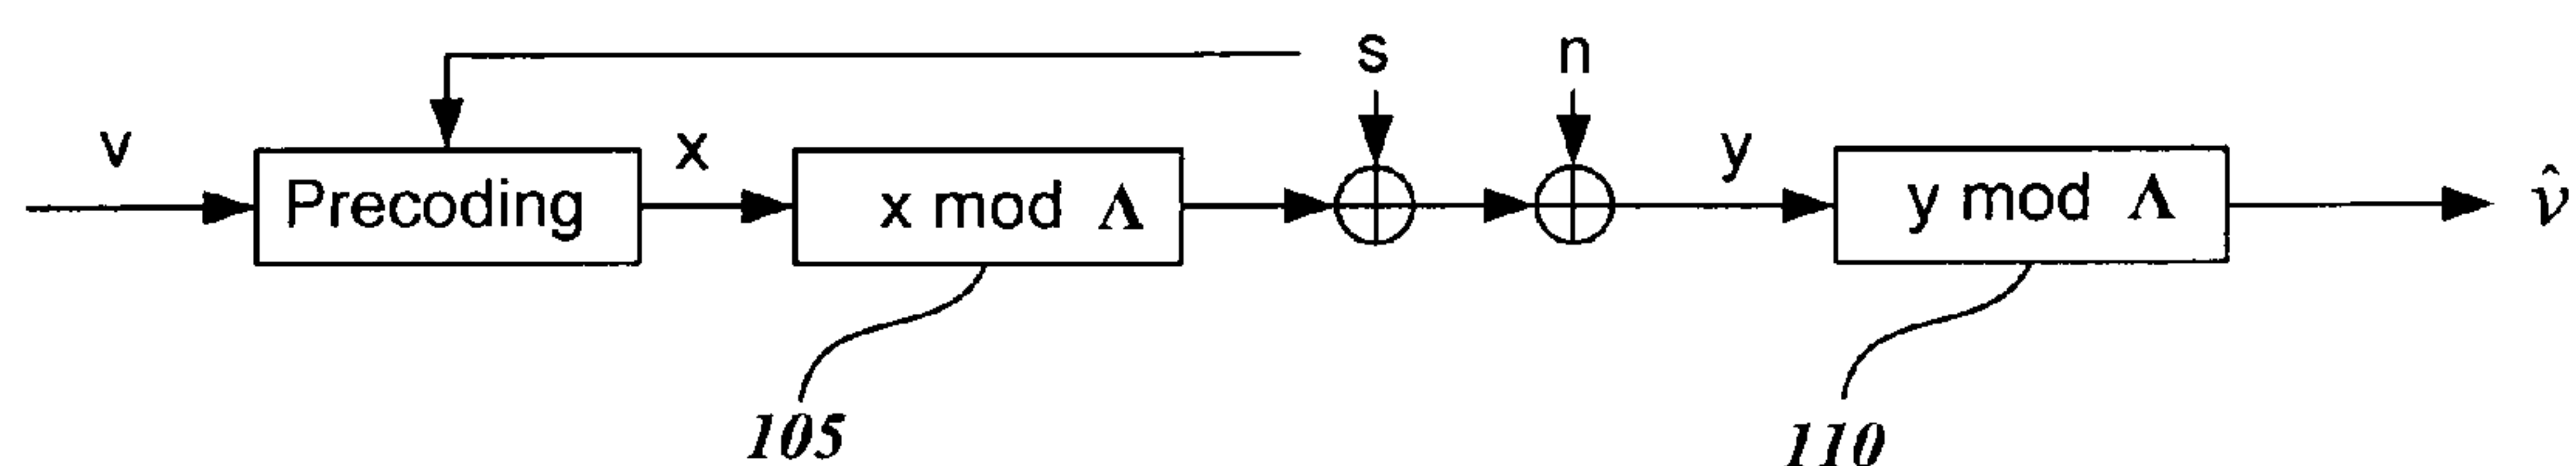 s n
v x y
Precoding x mod Λ y mod Λ v̂
105 110